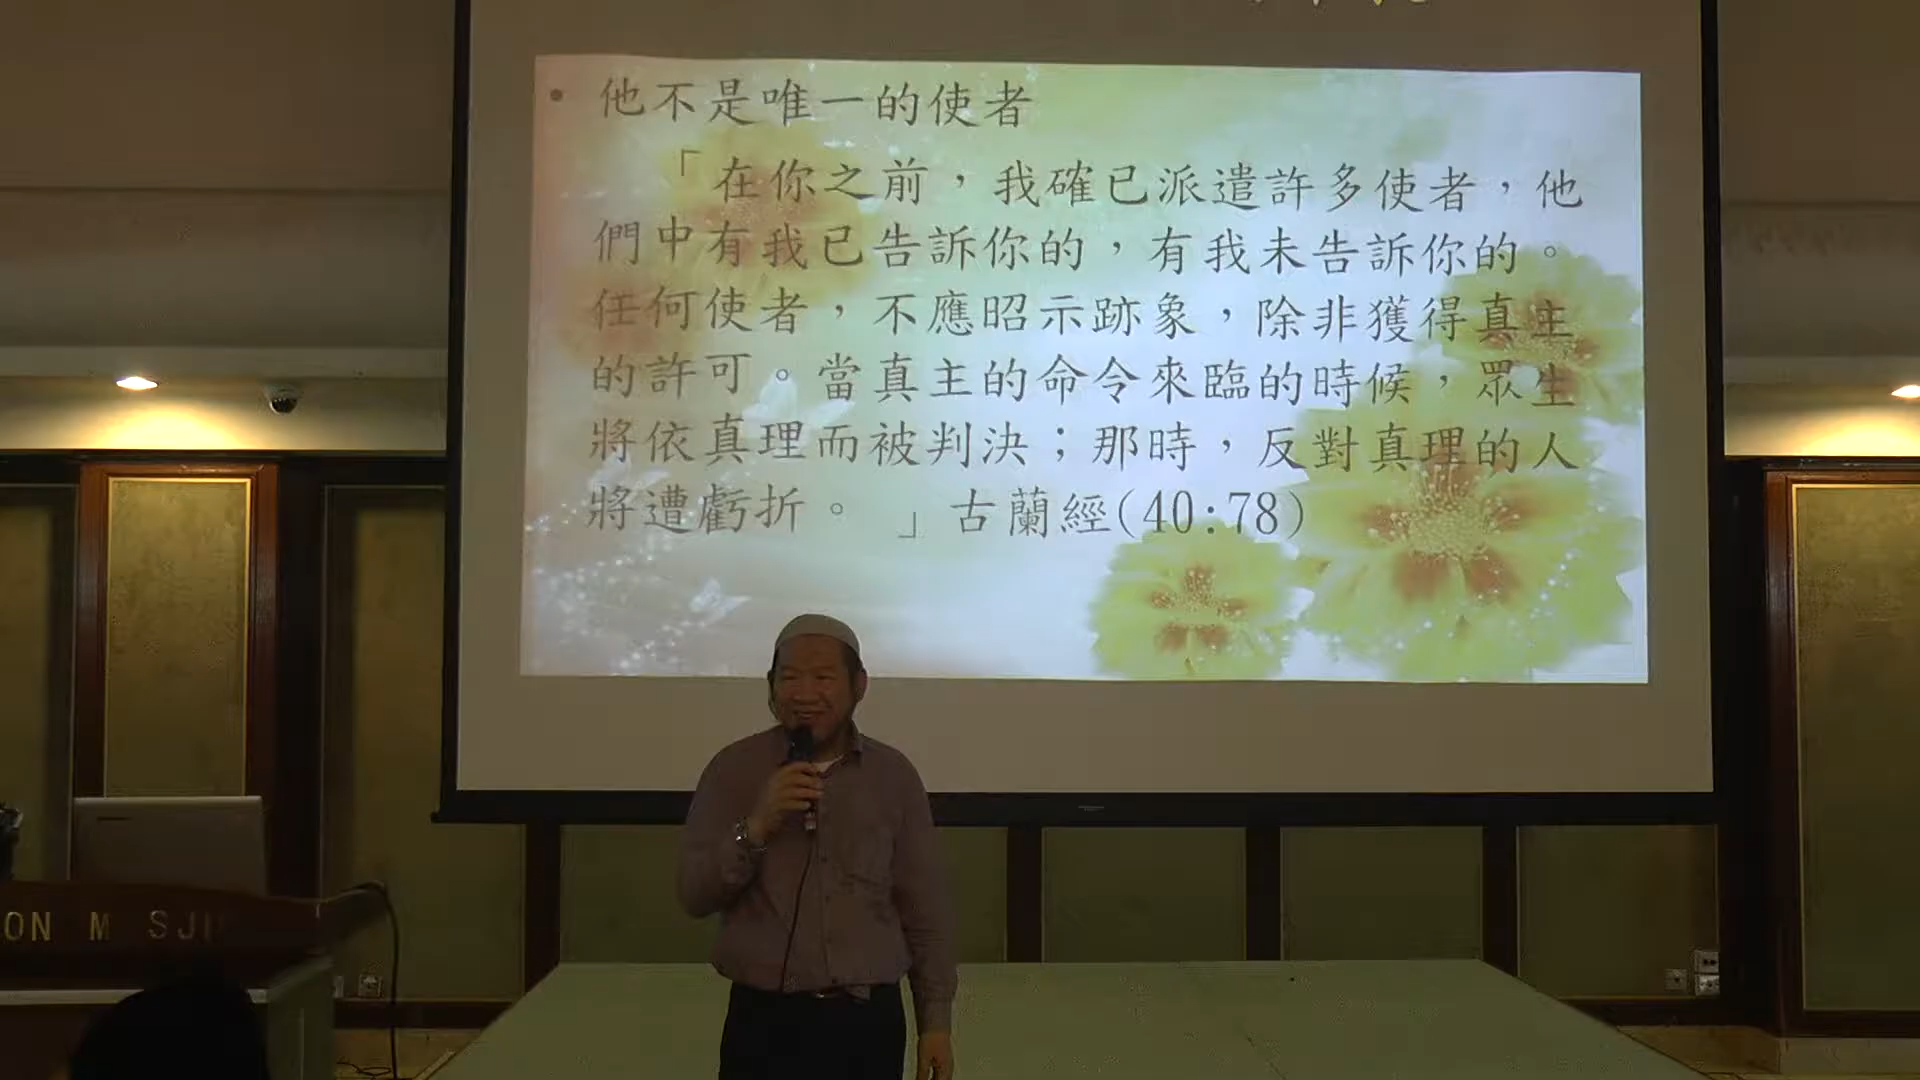 • 他不是唯一的使者
「在你之前，我確已派遣許多使者，他
們中有我已告訴你的，有我未告訴你的。
任何使者，不應昭示跡象，除非獲得真主
的許可。當真主的命令來臨的時候，眾生
將依真理而被判決；那時，反對真理的人
將遭虧折。」古蘭經(40:78)
ON M SJI